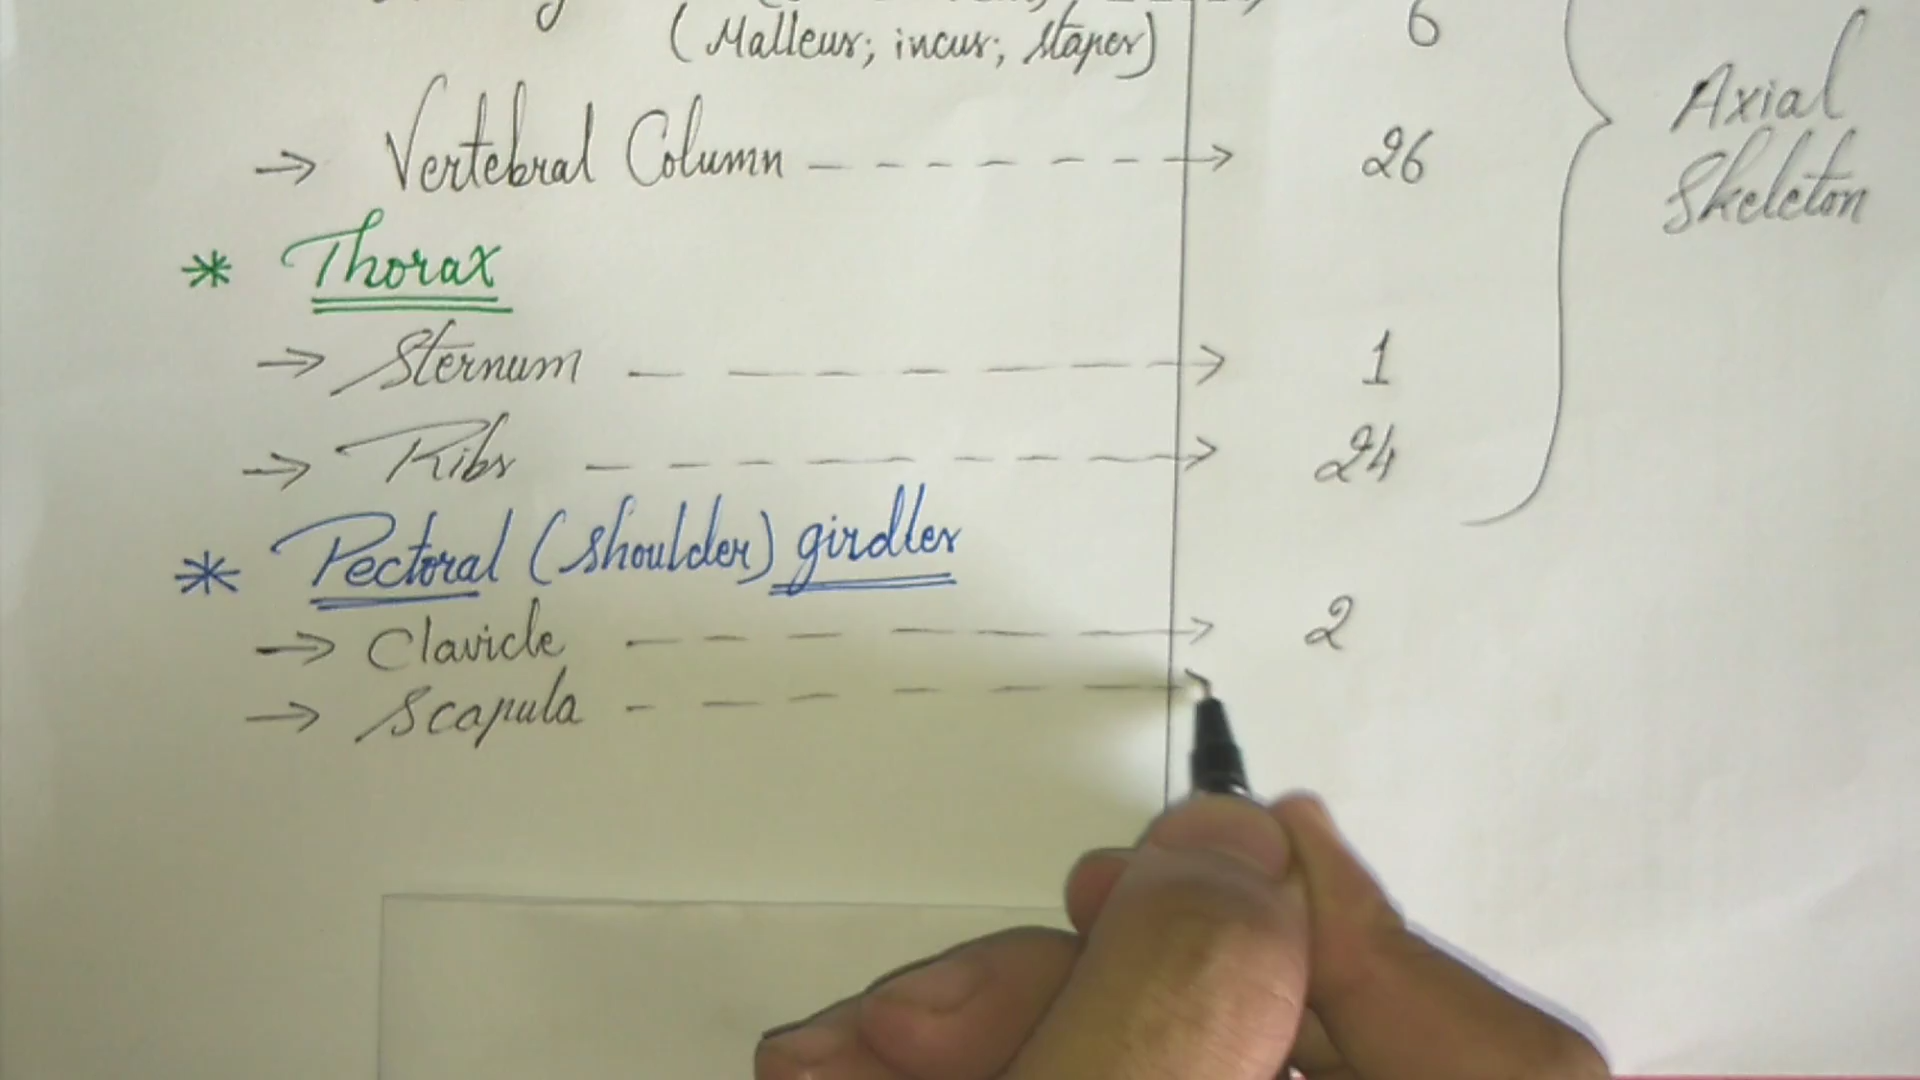 (Malleus; incus; stapes) 6
→ Vertebral Column ------→ 26
Axial
Skeleton
* Thorax
→ Sternum ------→ 1
→ Ribs ------→ 24
* Pectoral (shoulder) girdles
→ Clavicle ------→ 2
→ Scapula ------